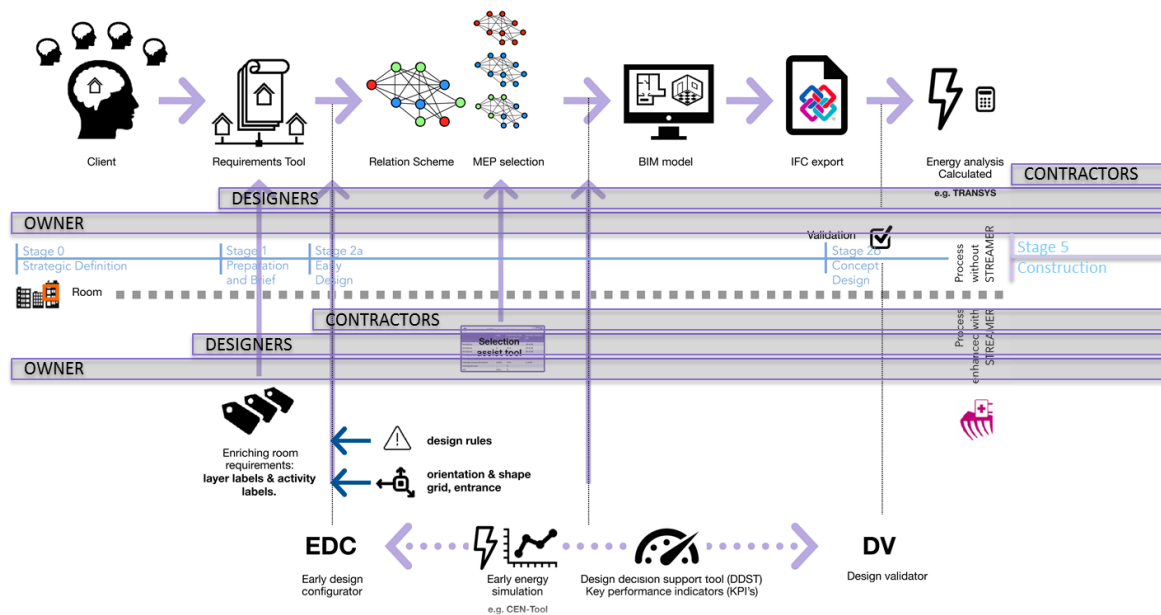 Client
Requirements Tool
Relation Scheme
MEP selection
BIM model
IFC export
Energy analysis
Calculated
e.g. TRANSYS
CONTRACTORS
DESIGNERS
OWNER
Validation
Stage 0
Strategic Definition
Stage 1
Preparation
and Brief
Stage 2a
Early
Design
Stage 2b
Concept
Design
Process
without
STREAMER
Stage 5
Construction
Room
CONTRACTORS
DESIGNERS
OWNER
Selection
assist tool
Process
enhanced with
STREAMER
Enriching room
requirements:
layer labels & activity
labels.
design rules
orientation & shape
grid, entrance
EDC
Early design
configurator
Early energy
simulation
e.g. CEN-Tool
Design decision support tool (DDST)
Key performance indicators (KPI's)
DV
Design validator